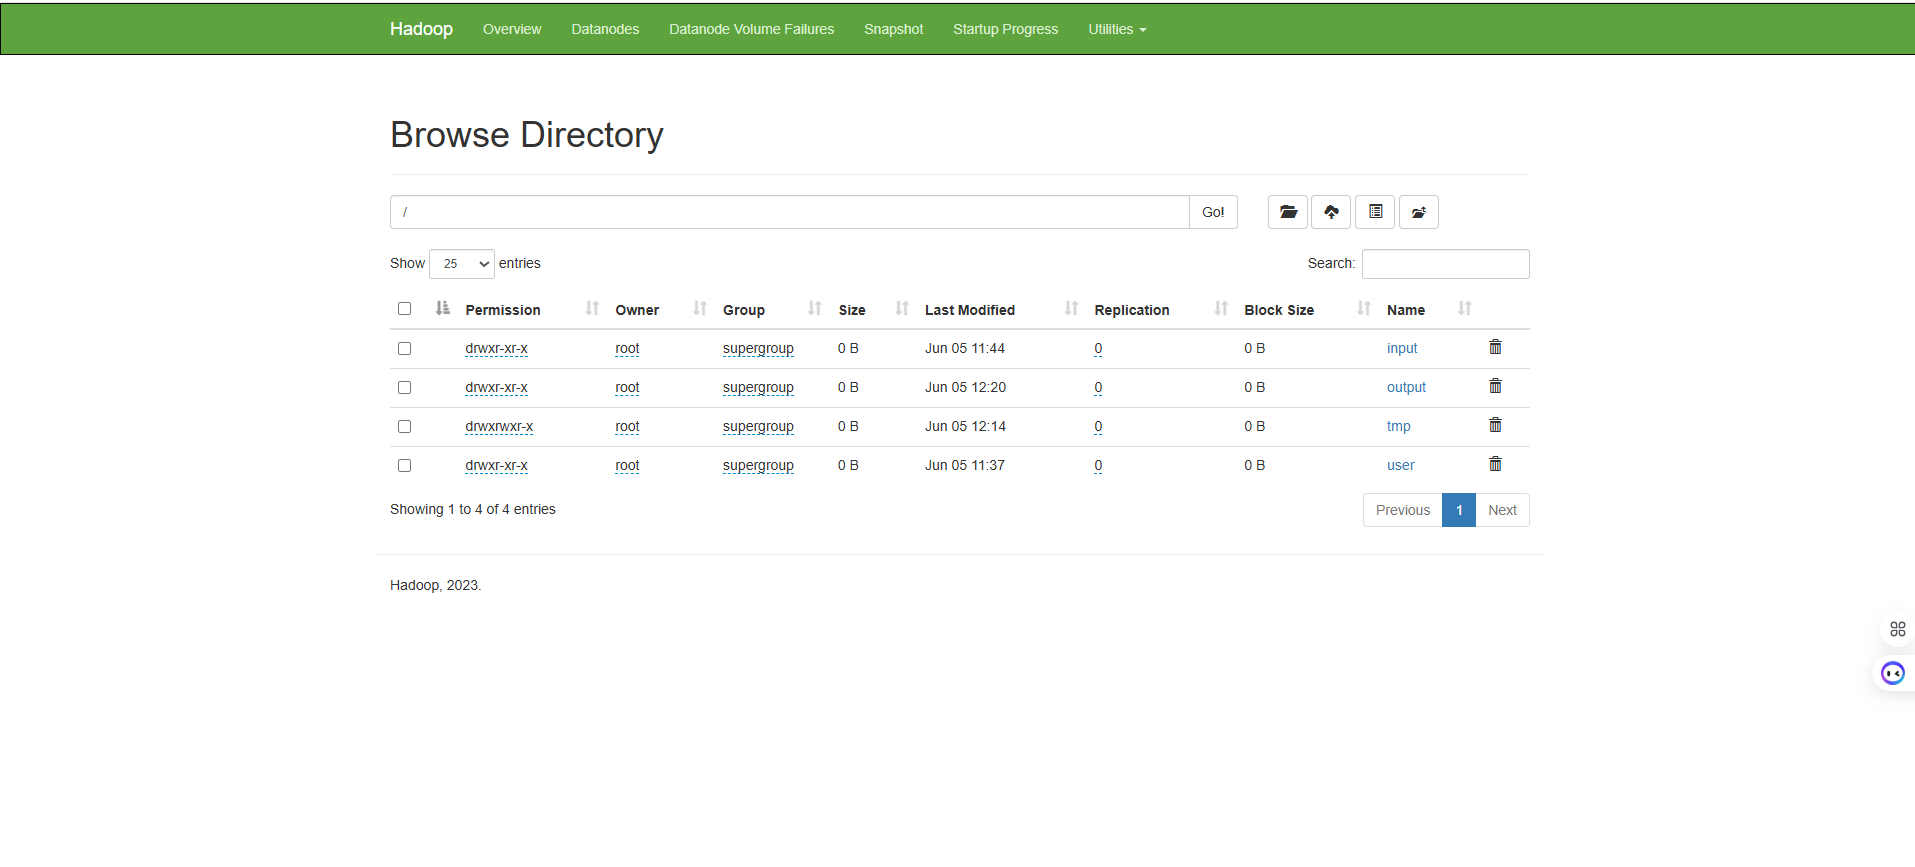 Hadoop Overview Datanodes Datanode Volume Failures Snapshot Startup Progress Utilities
Browse Directory
/ Go!
Show 25 entries Search:
Permission Owner Group Size Last Modified Replication Block Size Name
drwxr-xr-x root supergroup 0 B Jun 05 11:44 0 0 B input
drwxr-xr-x root supergroup 0 B Jun 05 12:20 0 0 B output
drwxrwxr-x root supergroup 0 B Jun 05 12:14 0 0 B tmp
drwxr-xr-x root supergroup 0 B Jun 05 11:37 0 0 B user
Showing 1 to 4 of 4 entries Previous 1 Next
Hadoop, 2023.